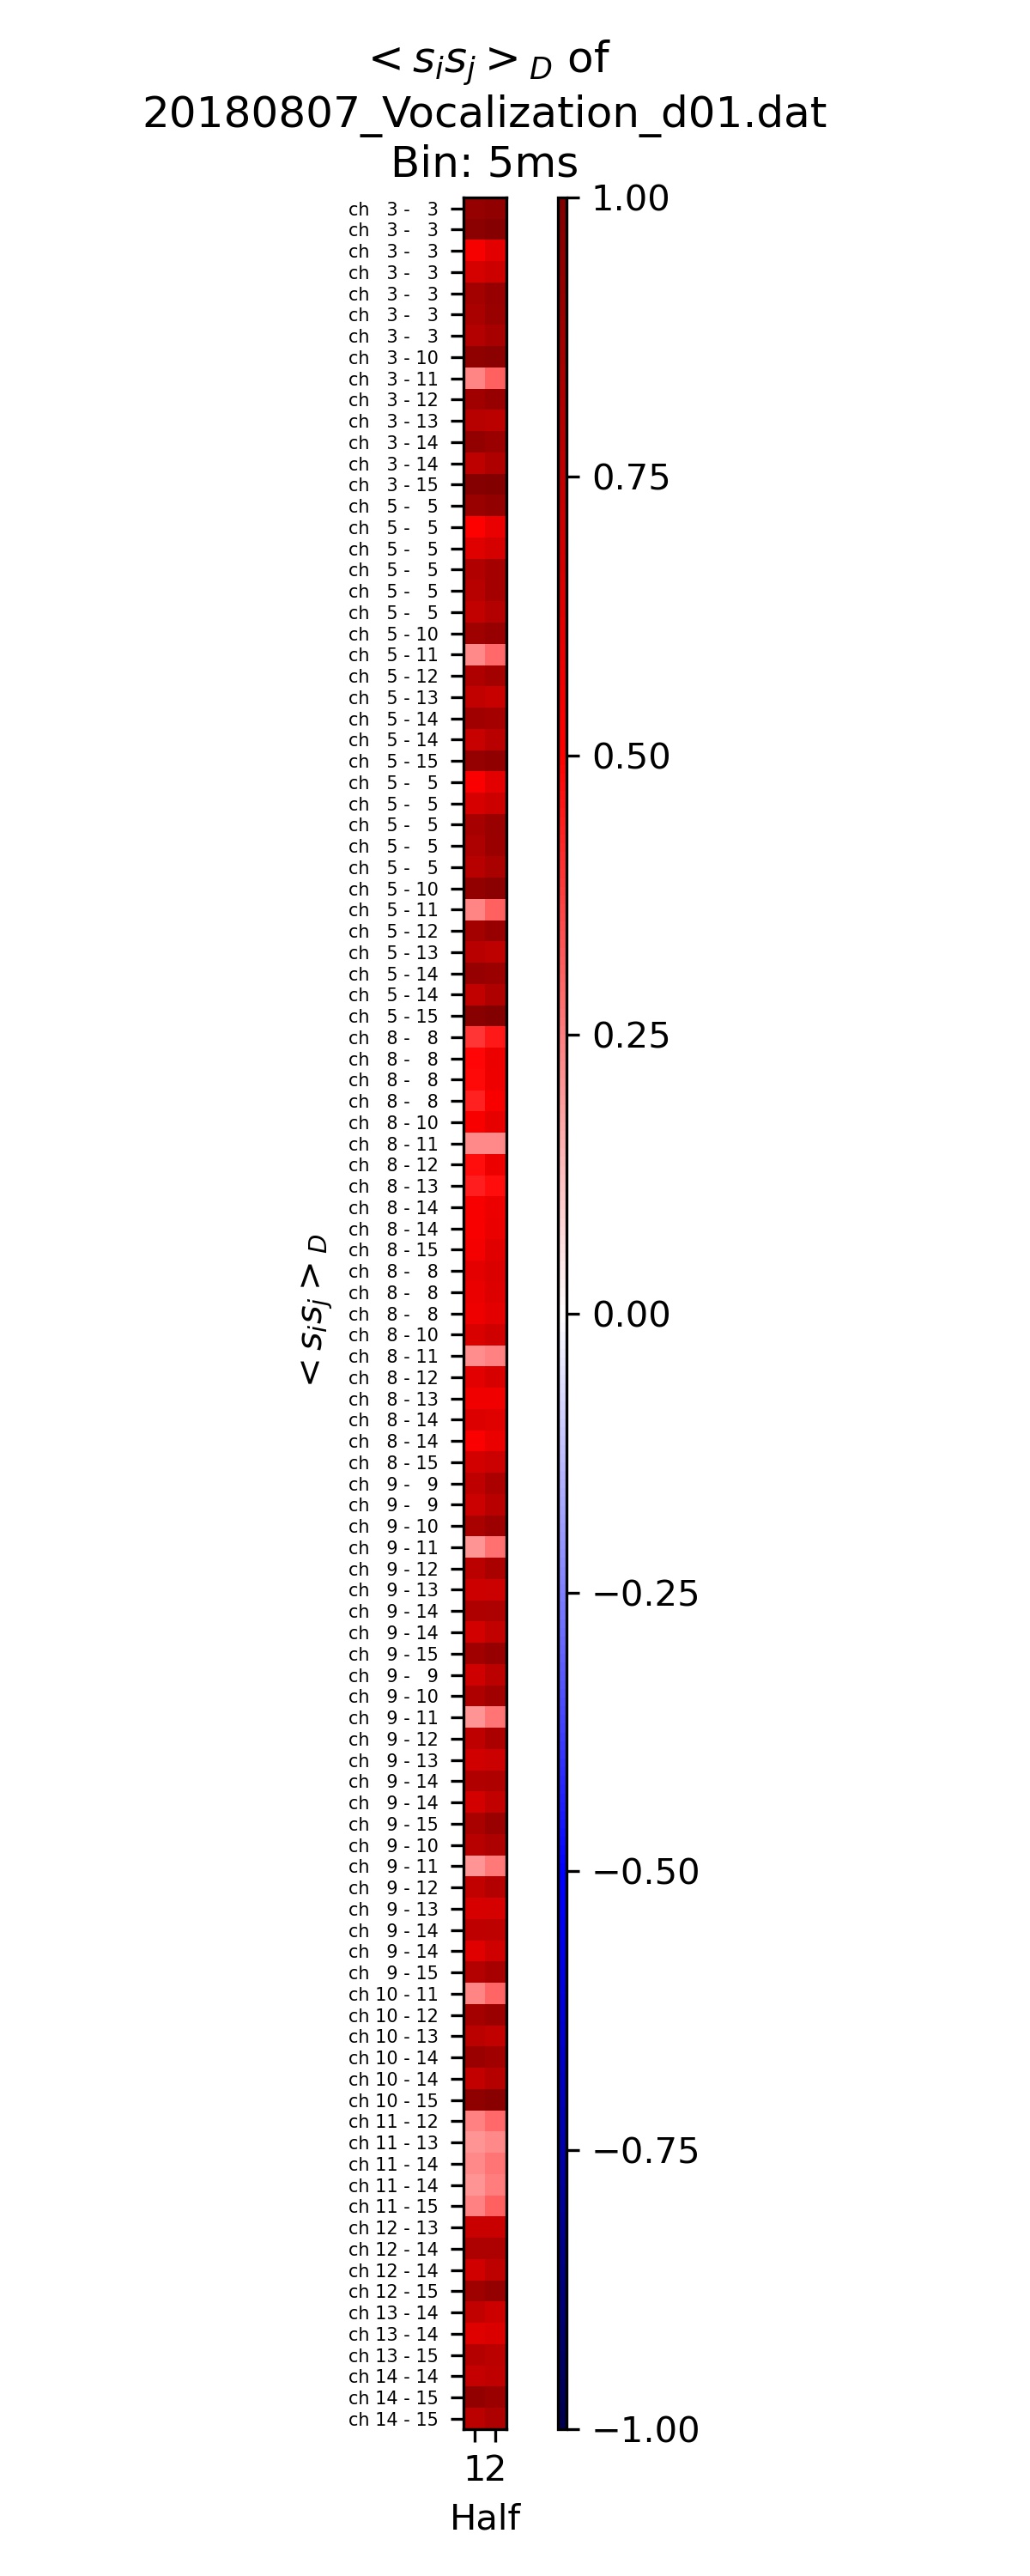 < s_i s_j >_D of
20180807_Vocalization_d01.dat
Bin: 5ms
ch 3 - 3
ch 3 - 3
ch 3 - 3
ch 3 - 3
ch 3 - 3
ch 3 - 3
ch 3 - 3
ch 3 - 10
ch 3 - 11
ch 3 - 12
ch 3 - 13
ch 3 - 14
ch 3 - 14
ch 3 - 15
ch 5 - 5
ch 5 - 5
ch 5 - 5
ch 5 - 5
ch 5 - 5
ch 5 - 5
ch 5 - 10
ch 5 - 11
ch 5 - 12
ch 5 - 13
ch 5 - 14
ch 5 - 14
ch 5 - 15
ch 5 - 5
ch 5 - 5
ch 5 - 5
ch 5 - 5
ch 5 - 5
ch 5 - 10
ch 5 - 11
ch 5 - 12
ch 5 - 13
ch 5 - 14
ch 5 - 14
ch 5 - 15
ch 8 - 8
ch 8 - 8
ch 8 - 8
ch 8 - 8
ch 8 - 10
ch 8 - 11
ch 8 - 12
ch 8 - 13
ch 8 - 14
ch 8 - 14
ch 8 - 15
ch 8 - 8
ch 8 - 8
ch 8 - 8
ch 8 - 10
ch 8 - 11
ch 8 - 12
ch 8 - 13
ch 8 - 14
ch 8 - 14
ch 8 - 15
ch 9 - 9
ch 9 - 9
ch 9 - 10
ch 9 - 11
ch 9 - 12
ch 9 - 13
ch 9 - 14
ch 9 - 14
ch 9 - 15
ch 9 - 9
ch 9 - 10
ch 9 - 11
ch 9 - 12
ch 9 - 13
ch 9 - 14
ch 9 - 14
ch 9 - 15
ch 9 - 10
ch 9 - 11
ch 9 - 12
ch 9 - 13
ch 9 - 14
ch 9 - 14
ch 9 - 15
ch 10 - 11
ch 10 - 12
ch 10 - 13
ch 10 - 14
ch 10 - 14
ch 10 - 15
ch 11 - 12
ch 11 - 13
ch 11 - 14
ch 11 - 14
ch 11 - 15
ch 12 - 13
ch 12 - 14
ch 12 - 14
ch 12 - 15
ch 13 - 14
ch 13 - 14
ch 13 - 15
ch 14 - 14
ch 14 - 15
ch 14 - 15
< s_i s_j >_D
12
Half
1.00
0.75
0.50
0.25
0.00
−0.25
−0.50
−0.75
−1.00